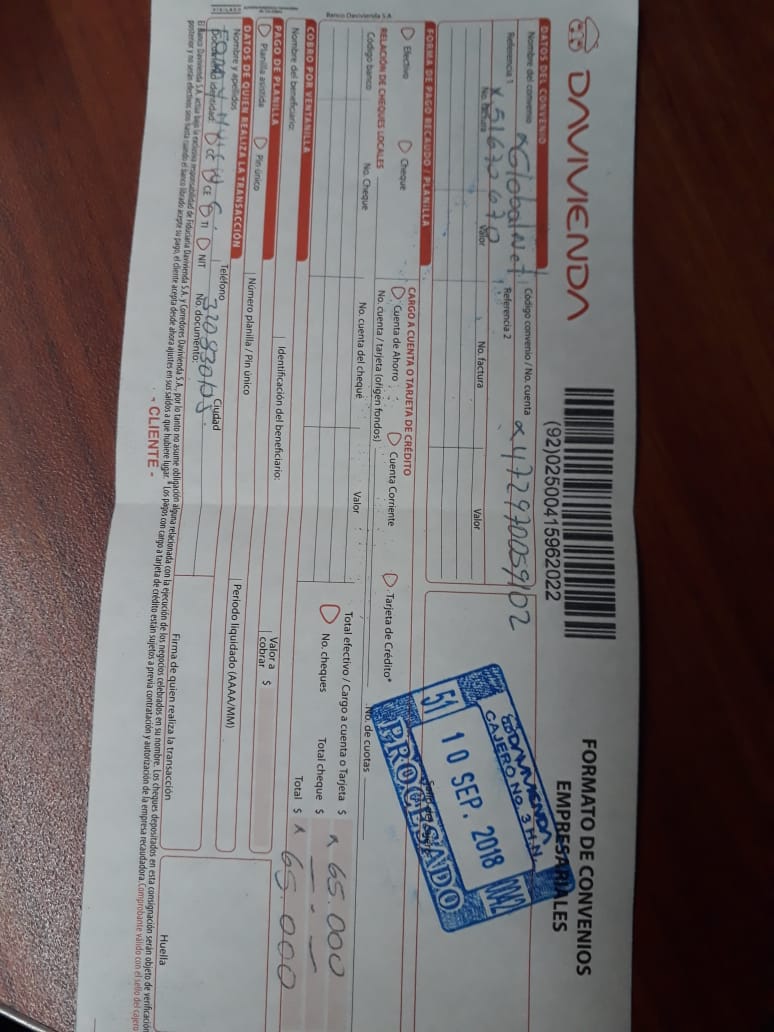 DAVIVIENDA
(92)02500415962022
FORMATO DE CONVENIOS
EMPRESARIALES
DATOS DEL CONVENIO
Nombre del convenio Global Net Código convenio / No. cuenta
Referencia 1 51672670 Referencia 2
No. factura Valor No. factura Valor
DAVIVIENDA
CAJERO No. 3 H.N.
51 10 SEP. 2018 0042
PROCESADO
FORMA DE PAGO RECAUDO / PLANILLA
Efectivo Cheque
CARGO A CUENTA O TARJETA DE CRÉDITO
Cuenta de Ahorro Cuenta Corriente Tarjeta de Crédito*
No. cuenta / tarjeta (origen fondos) No. de cuotas
RELACIÓN DE CHEQUES LOCALES
Código banco No. Cheque No. cuenta del cheque Valor
Total efectivo / Cargo a cuenta o Tarjeta $ 65.000
No. cheques Total cheque $
Total $ 65.000
COBRO POR VENTANILLA
Nombre del beneficiario: Identificación del beneficiario: Valor a cobrar $
PAGO DE PLANILLA
Planilla asistida Pin único Número planilla / Pin único Período liquidado (AAAA/MM)
DATOS DE QUIEN REALIZA LA TRANSACCIÓN
Nombre y apellidos Teléfono Ciudad
Documento identidad: CC CE TI NIT No. documento:
Firma de quien realiza la transacción
Huella
El Banco Davivienda S.A. actúa bajo la exclusiva responsabilidad de Fiduciaria Davivienda S.A. y Corredores Davivienda S.A., por lo tanto no asume obligación alguna relacionada con la ejecución de los negocios celebrados en su nombre. Los cheques depositados en esta consignación serán objeto de verificación
posterior y no serán efectivos sino hasta cuando el banco librado acepte su pago, el cliente acepta desde ahora ajustes en sus saldos a que hubiere lugar. *Los pagos con cargo a tarjeta de crédito están sujetos a previa contratación y autorización de la empresa recaudadora. Comprobante válido con el sello del cajero
- CLIENTE -
Banco Davivienda S.A.
VIGILADO